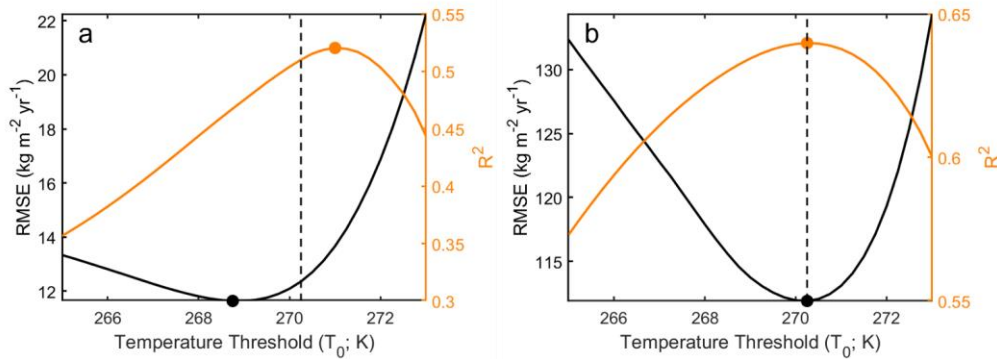 a
22
20
18
16
14
12
RMSE (kg m-2 yr-1)
0.55
0.5
0.45
0.4
0.35
0.3
R2
266 268 270 272
Temperature Threshold (T0; K)
b
130
125
120
115
RMSE (kg m-2 yr-1)
0.65
0.6
0.55
R2
266 268 270 272
Temperature Threshold (T0; K)